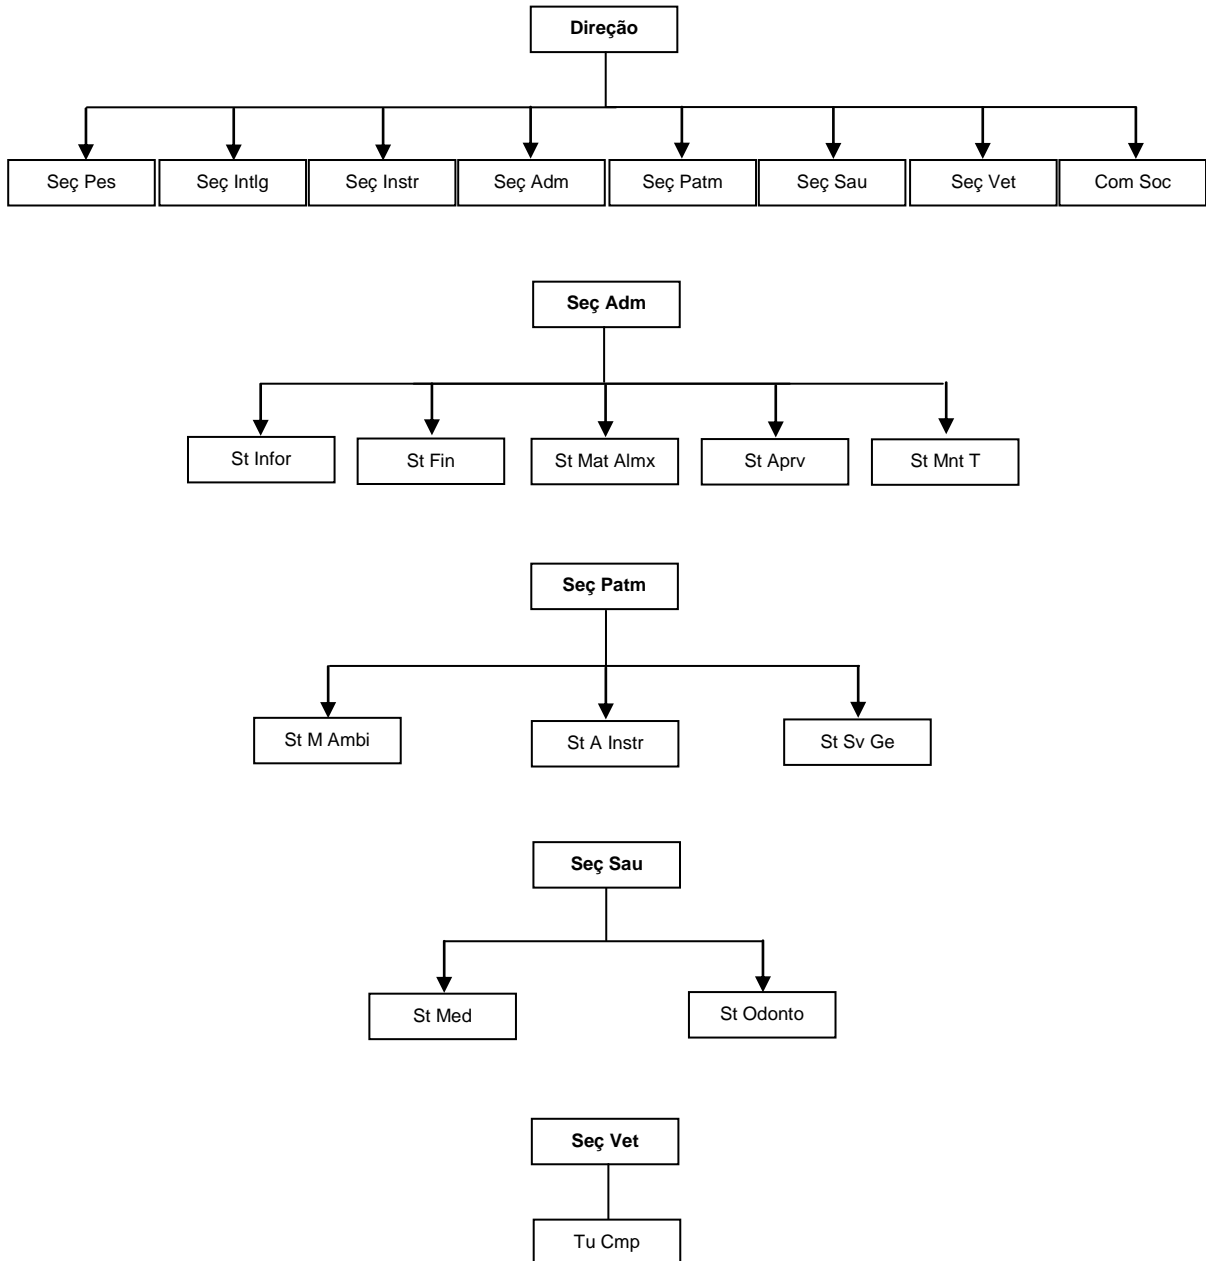 Direção
Seç Pes
Seç Intlg
Seç Instr
Seç Adm
Seç Patm
Seç Sau
Seç Vet
Com Soc
Seç Adm
St Infor
St Fin
St Mat Almx
St Aprv
St Mnt T
Seç Patm
St M Ambi
St A Instr
St Sv Ge
Seç Sau
St Med
St Odonto
Seç Vet
Tu Cmp